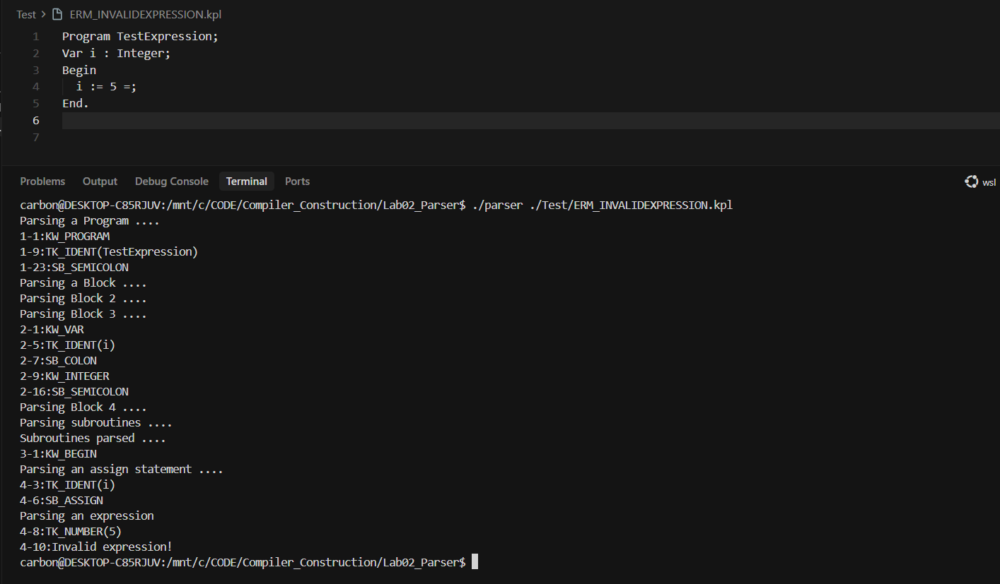 Test > ERM_INVALIDEXPRESSION.kpl
1 Program TestExpression;
2 Var i : Integer;
3 Begin
4 i := 5 =;
5 End.
6
7
Problems Output Debug Console Terminal Ports wsl
carbon@DESKTOP-C85RJUV:/mnt/c/CODE/Compiler_Construction/Lab02_Parser$ ./parser ./Test/ERM_INVALIDEXPRESSION.kpl
Parsing a Program ....
1-1:KW_PROGRAM
1-9:TK_IDENT(TestExpression)
1-23:SB_SEMICOLON
Parsing a Block ....
Parsing Block 2 ....
Parsing Block 3 ....
2-1:KW_VAR
2-5:TK_IDENT(i)
2-7:SB_COLON
2-9:KW_INTEGER
2-16:SB_SEMICOLON
Parsing Block 4 ....
Parsing subroutines ....
Subroutines parsed ....
3-1:KW_BEGIN
Parsing an assign statement ....
4-3:TK_IDENT(i)
4-6:SB_ASSIGN
Parsing an expression
4-8:TK_NUMBER(5)
4-10:Invalid expression!
carbon@DESKTOP-C85RJUV:/mnt/c/CODE/Compiler_Construction/Lab02_Parser$